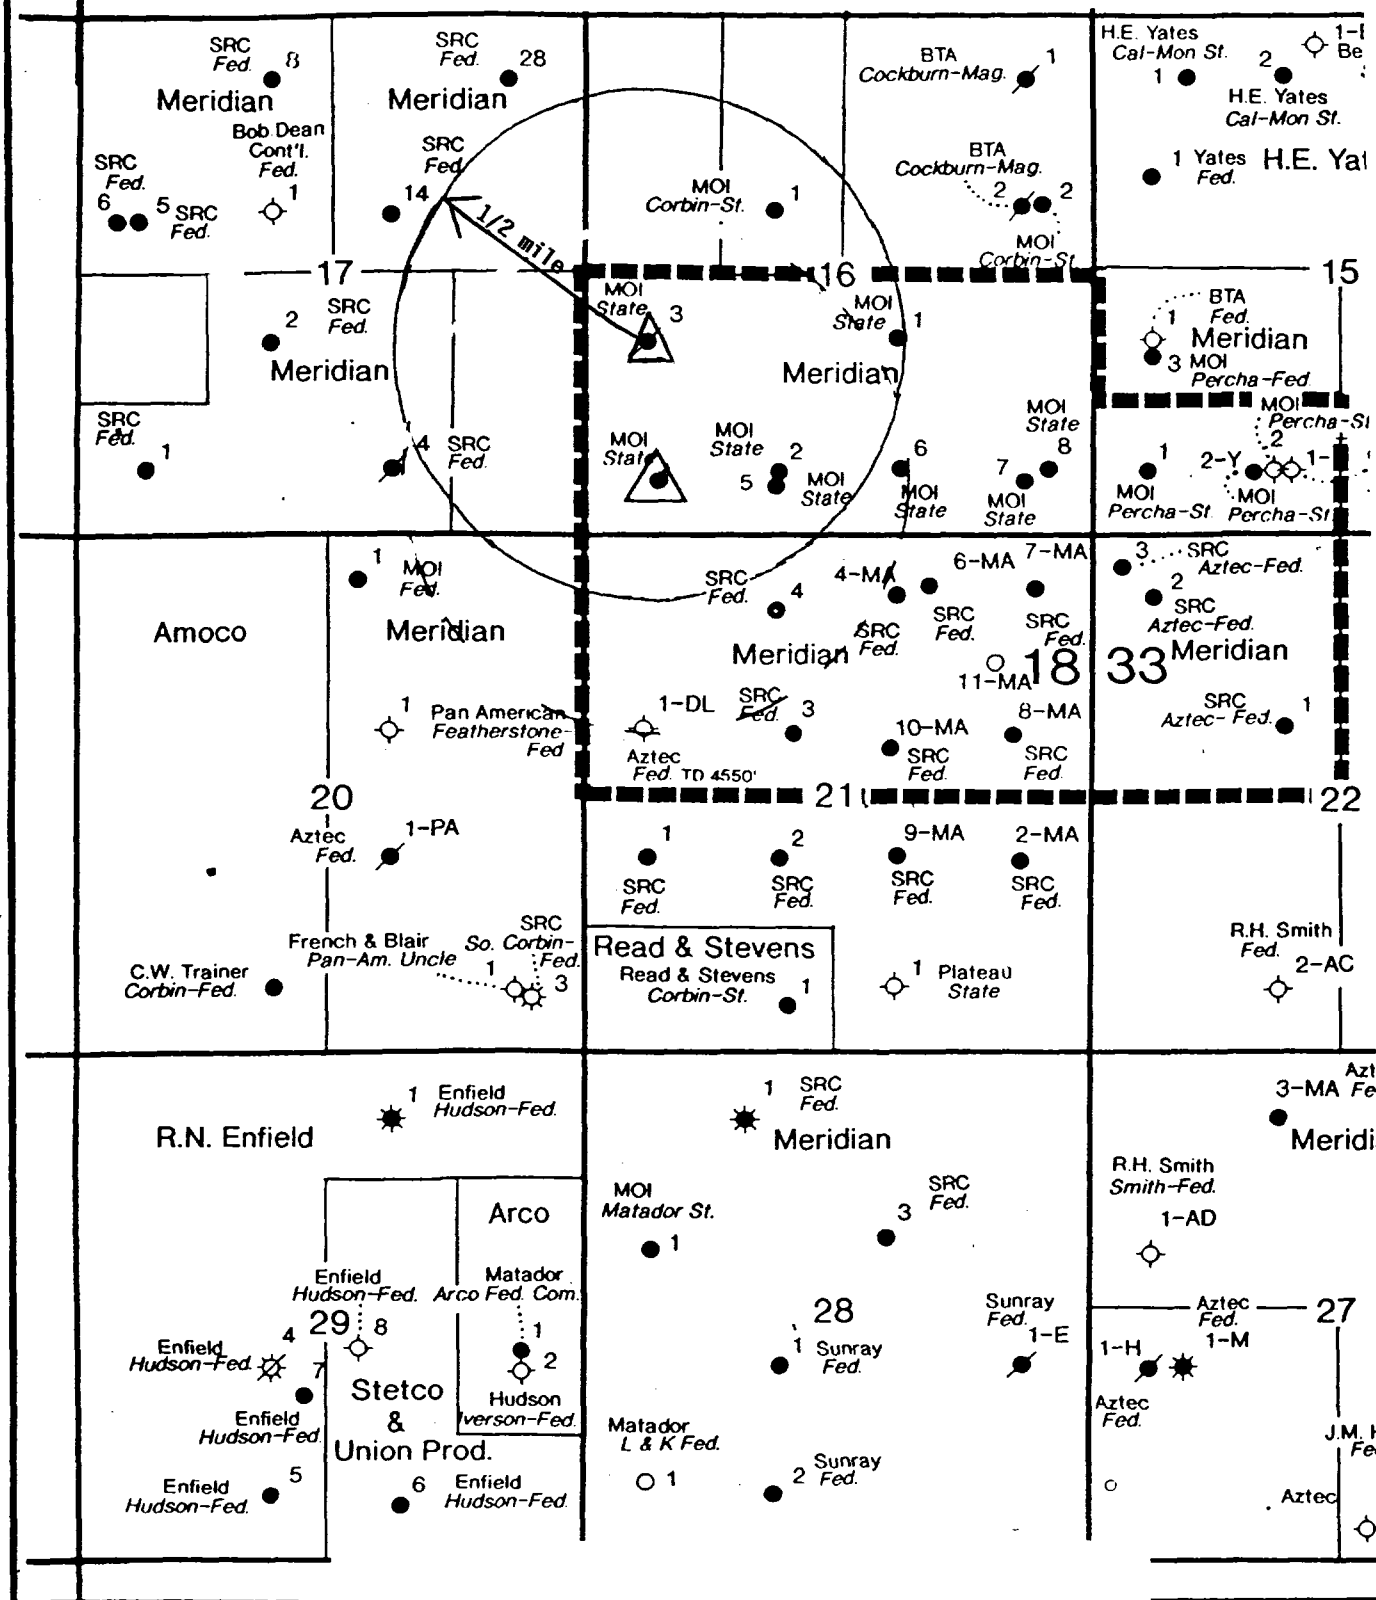 SRC
Fed.
8
Meridian
SRC
Fed.
28
Meridian
BTA
Cockburn-Mag.
1
H.E. Yates
Cal-Mon St.
1
2
H.E. Yates
Cal-Mon St.
Bob Dean
Cont'l.
Fed.
1
SRC
Fed.
6
5 SRC
Fed.
SRC
Fed.
14
1/2 mile
MOI
Corbin-St.
1
BTA
Cockburn-Mag.
2
2
MOI
Corbin-St.
1 Yates
Fed.
H.E. Yat
17
16
15
2
SRC
Fed.
Meridian
MOI
State
3
MOI
State
1
Meridian
BTA
Fed.
1
Meridian
3 MOI
Percha-Fed.
SRC
Fed.
1
4
SRC
Fed.
MOI
State
MOI
State
2
5
MOI
State
6
MOI
State
MOI
State
8
7
MOI
State
1
MOI
Percha-St.
MOI
Percha-St
2
2-Y
1-
MOI
Percha-St.
1
MOI
Fed.
Amoco
Meridian
SRC
Fed.
4
4-MA
SRC
Fed.
6-MA
SRC
Fed.
7-MA
SRC
Fed.
3
SRC
Aztec-Fed.
2
SRC
Aztec-Fed.
Meridian
11-MA
18 33
Meridian
1
Pan American
Featherstone-
Fed
1-DL
Aztec
Fed. TD 4550'
SRC
Fed.
3
10-MA
SRC
Fed.
8-MA
SRC
Fed.
SRC
Aztec-Fed.
1
20
21
22
Aztec
Fed.
1-PA
1
SRC
Fed.
2
SRC
Fed.
9-MA
SRC
Fed.
2-MA
SRC
Fed.
C.W. Trainer
Corbin-Fed.
French & Blair
Pan-Am. Uncle
1
SRC
So. Corbin-
Fed.
3
Read & Stevens
Read & Stevens
Corbin-St.
1
1
Plateau
State
R.H. Smith
Fed.
2-AC
1
Enfield
Hudson-Fed.
R.N. Enfield
1
SRC
Fed.
Meridian
3-MA
Azt
Fe
Meridi
Arco
MOI
Matador St.
1
SRC
Fed.
3
R.H. Smith
Smith-Fed.
1-AD
Enfield
Hudson-Fed.
8
Matador
Arco Fed. Com.
1
2
Hudson
Iverson-Fed.
29
28
27
Enfield
Hudson-Fed.
4
7
Enfield
Hudson-Fed.
Stetco
&
Union Prod.
1
Sunray
Fed.
Sunray
Fed.
1-E
Aztec
Fed.
1-M
1-H
Aztec
Fed.
Enfield
Hudson-Fed.
5
6
Enfield
Hudson-Fed.
Matador
L & K Fed.
1
2
Sunray
Fed.
J.M.
Aztec